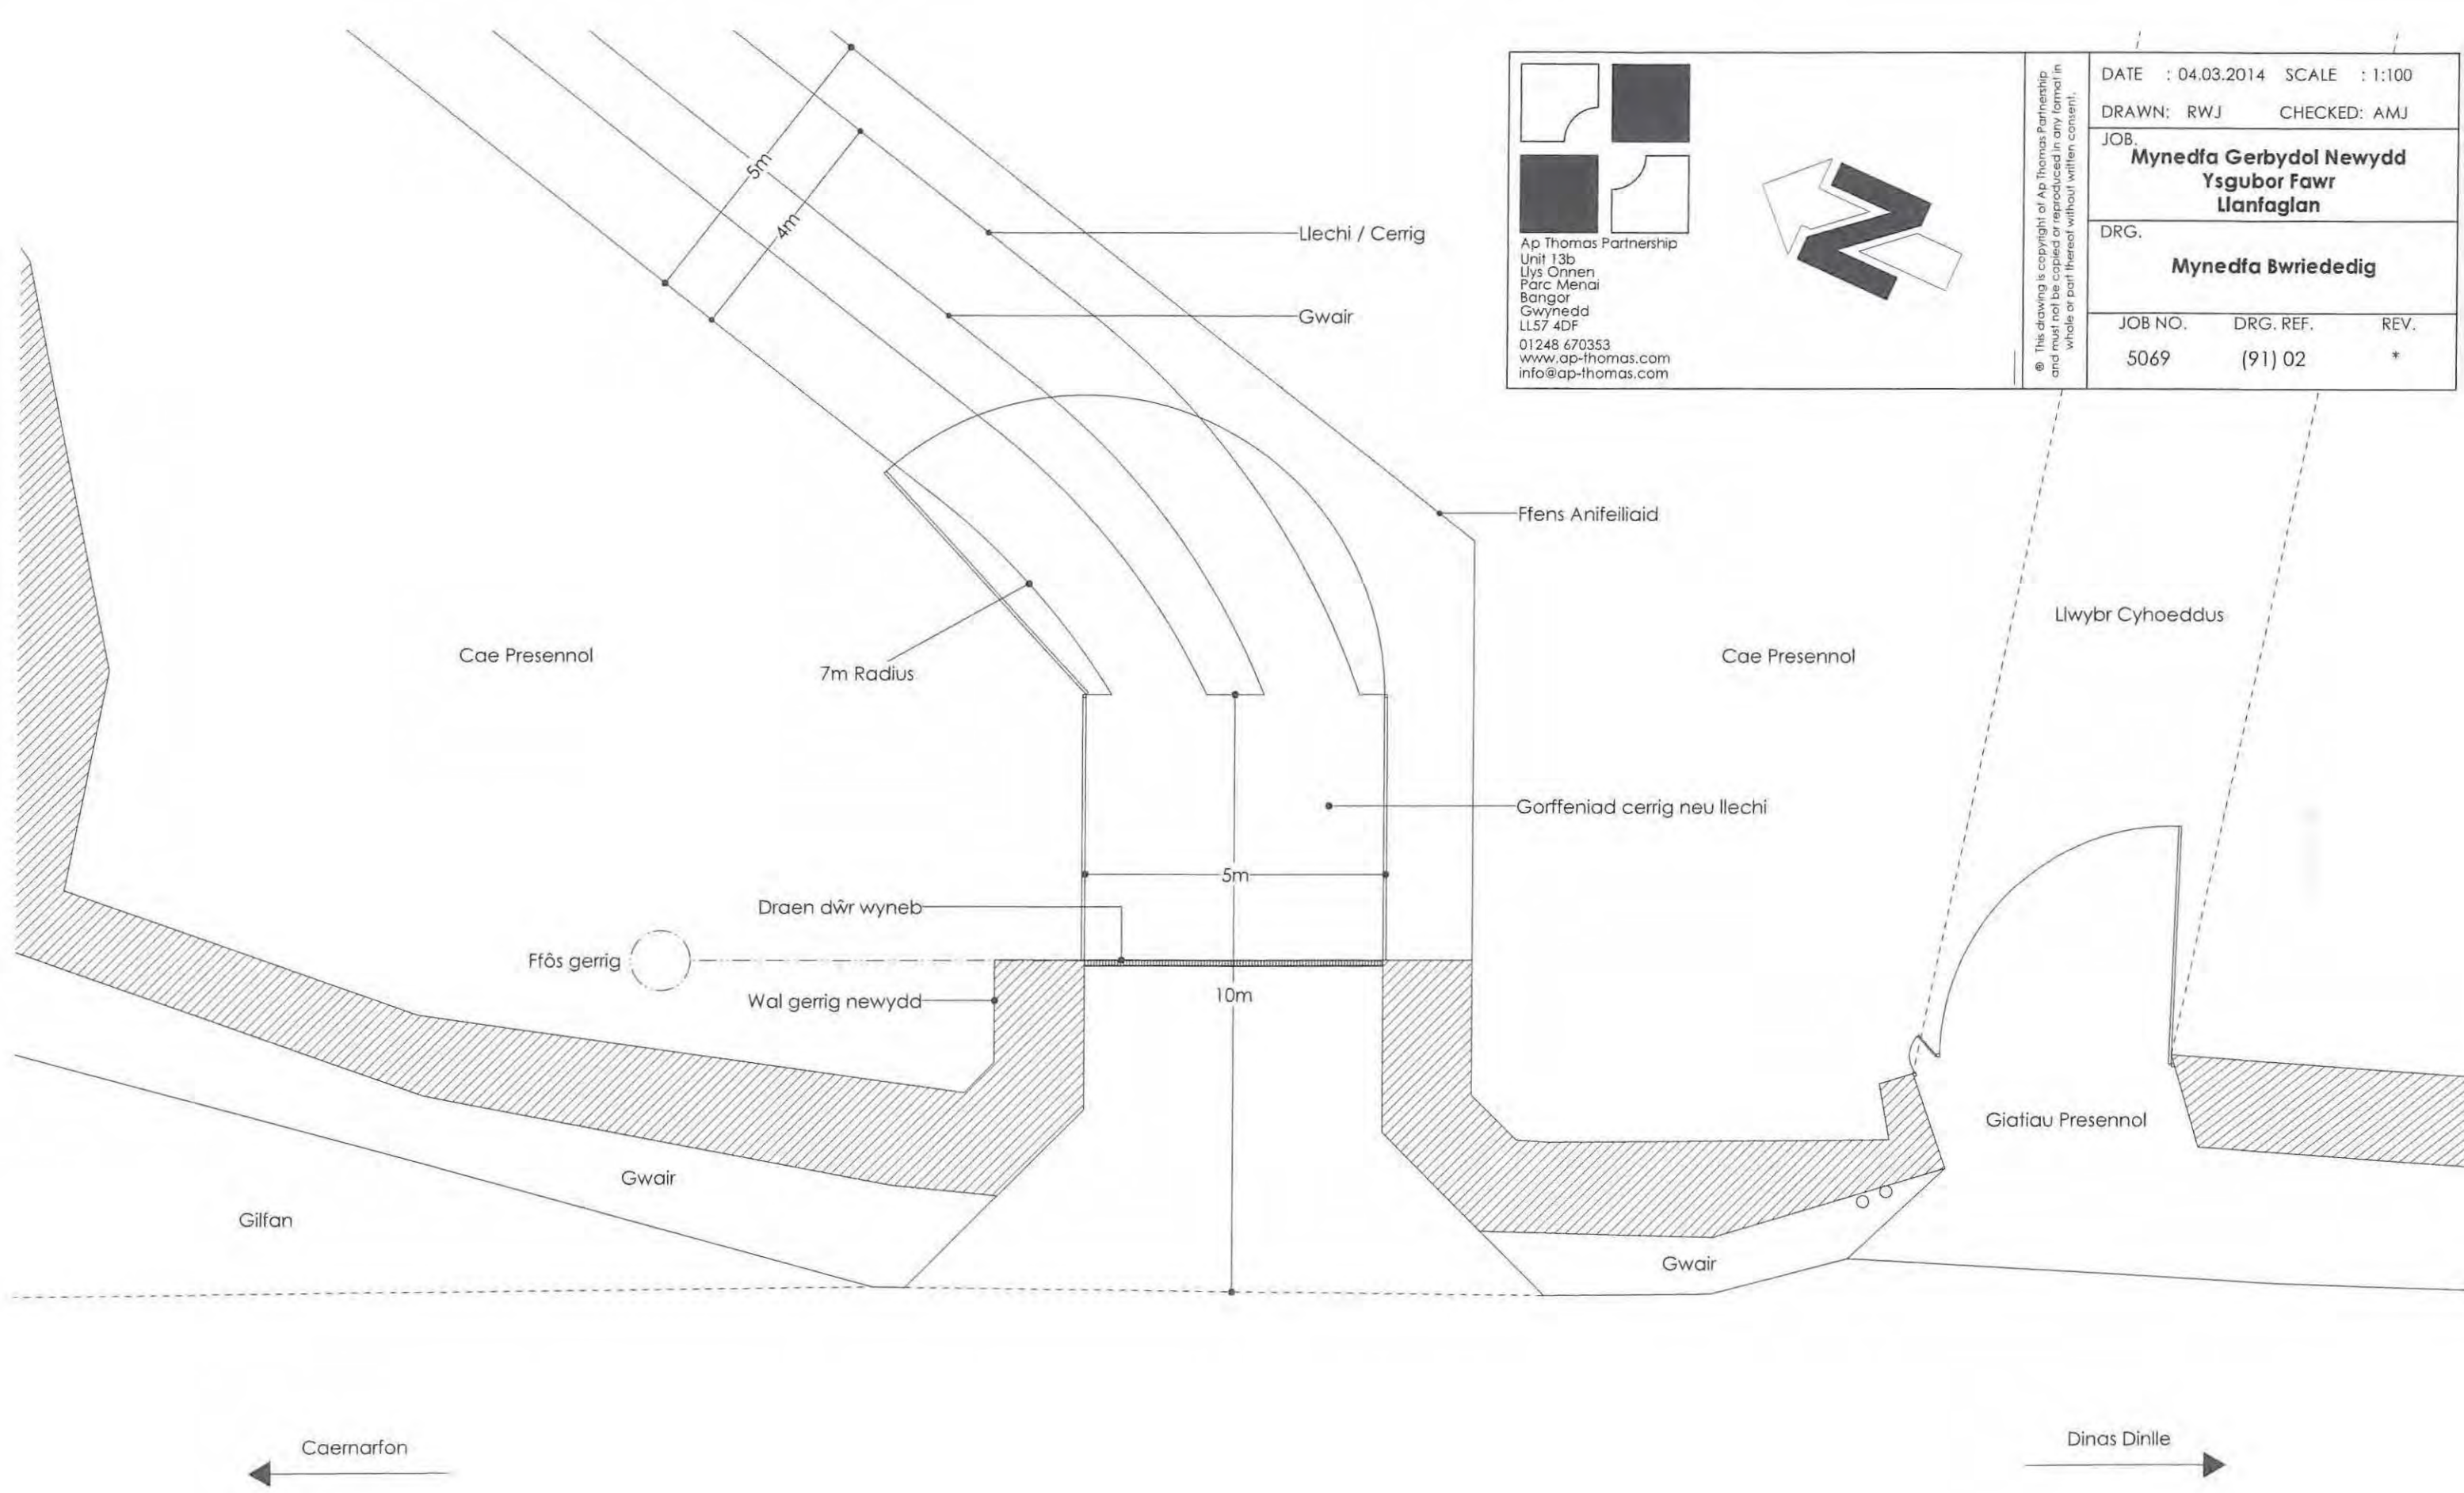 5m
4m
Llechi / Cerrig
Gwair
Ffens Anifeiliaid
Llwybr Cyhoeddus
Cae Presennol
7m Radius
Cae Presennol
Gorffeniad cerrig neu llechi
5m
Draen dŵr wyneb
Ffôs gerrig
10m
Wal gerrig newydd
Giatiau Presennol
Gwair
Gilfan
Gwair
Caernarfon
Dinas Dinlle
Ap Thomas Partnership
Unit 13b
Llys Onnen
Parc Menai
Bangor
Gwynedd
LL57 4DF
01248 670353
www.ap-thomas.com
info@ap-thomas.com
® This drawing is copyright of Ap Thomas Partnership
and must not be copied or reproduced in any format in
whole or part thereof without written consent.
DATE : 04.03.2014 SCALE : 1:100
DRAWN: RWJ CHECKED: AMJ
JOB.
Mynedfa Gerbydol Newydd
Ysgubor Fawr
Llanfaglan
DRG.
Mynedfa Bwriededig
JOB NO. DRG. REF. REV.
5069 (91) 02 *